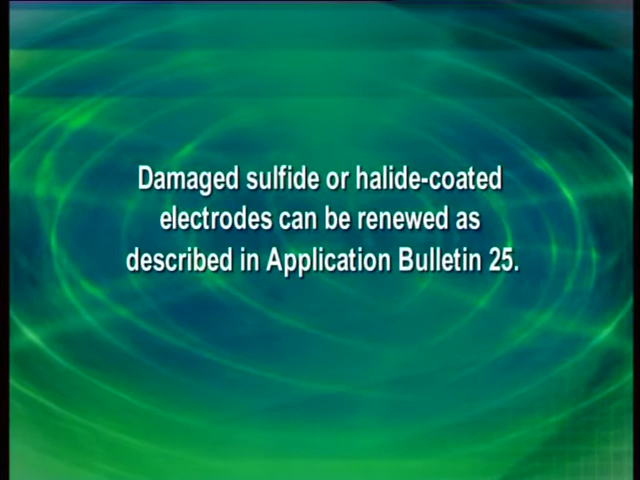 Damaged sulfide or halide-coated
electrodes can be renewed as
described in Application Bulletin 25.